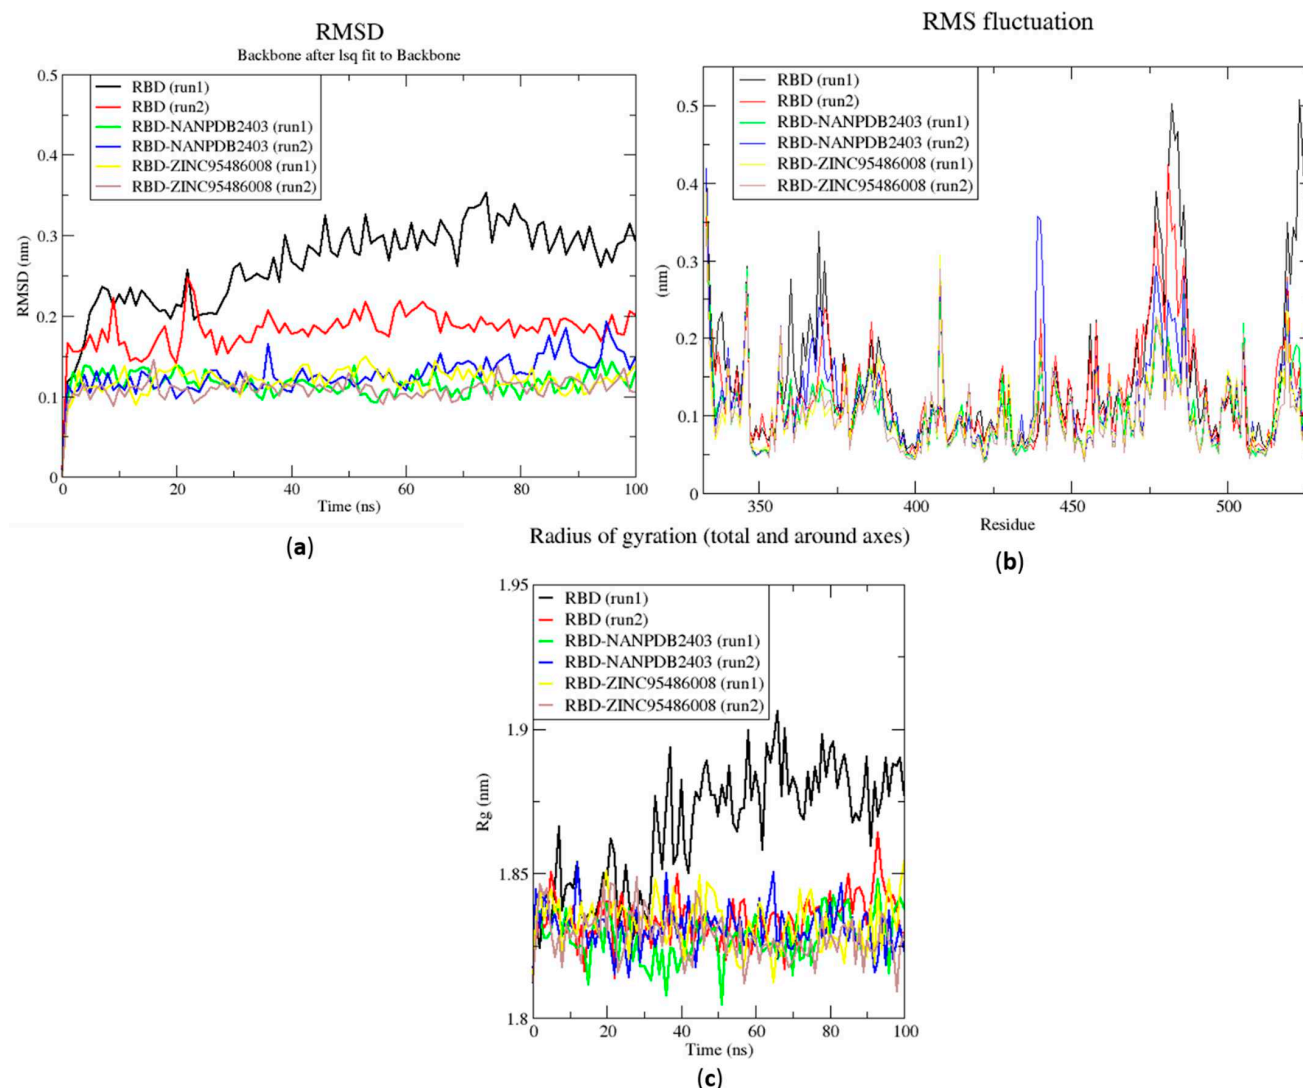 RMSD
Backbone after lsq fit to Backbone
0.5
0.4
0.3
0.2
0.1
0
RMSD (nm)
RBD (run1)
RBD (run2)
RBD-NANPDB2403 (run1)
RBD-NANPDB2403 (run2)
RBD-ZINC95486008 (run1)
RBD-ZINC95486008 (run2)
0 20 40 60 80 100
Time (ns)
(a)
RMS fluctuation
0.5
0.4
0.3
0.2
0.1
0
(nm)
RBD (run1)
RBD (run2)
RBD-NANPDB2403 (run1)
RBD-NANPDB2403 (run2)
RBD-ZINC95486008 (run1)
RBD-ZINC95486008 (run2)
350 400 450 500
Residue
(b)
Radius of gyration (total and around axes)
1.95
1.9
1.85
1.8
Rg (nm)
RBD (run1)
RBD (run2)
RBD-NANPDB2403 (run1)
RBD-NANPDB2403 (run2)
RBD-ZINC95486008 (run1)
RBD-ZINC95486008 (run2)
0 20 40 60 80 100
Time (ns)
(c)